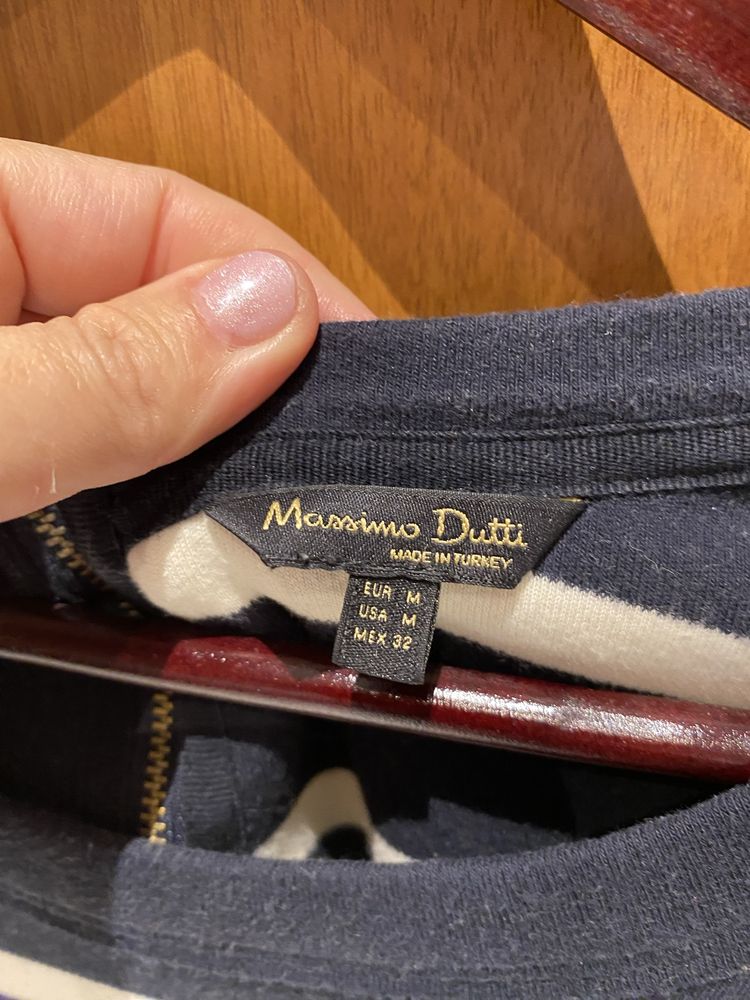 Massimo Dutti
MADE IN TURKEY
EUR M
USA M
MEX 32